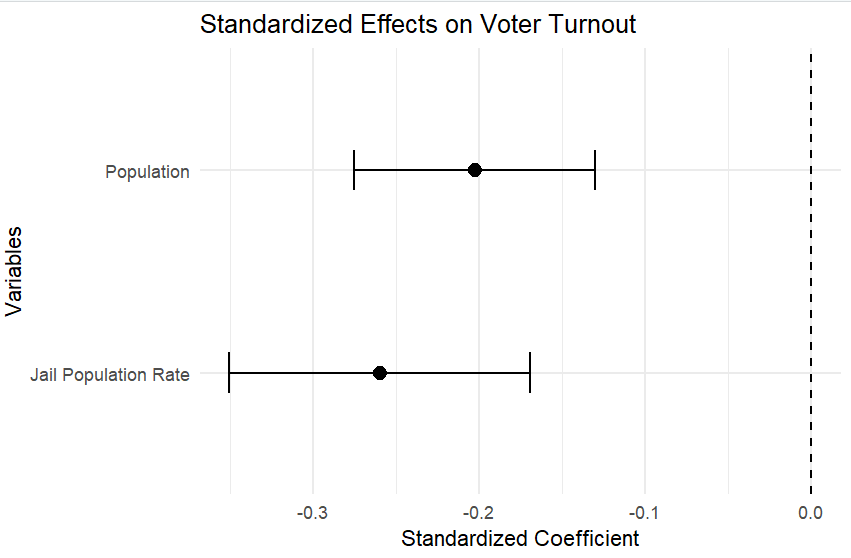 Standardized Effects on Voter Turnout
Population
Variables
Jail Population Rate
-0.3
-0.2
-0.1
0.0
Standardized Coefficient